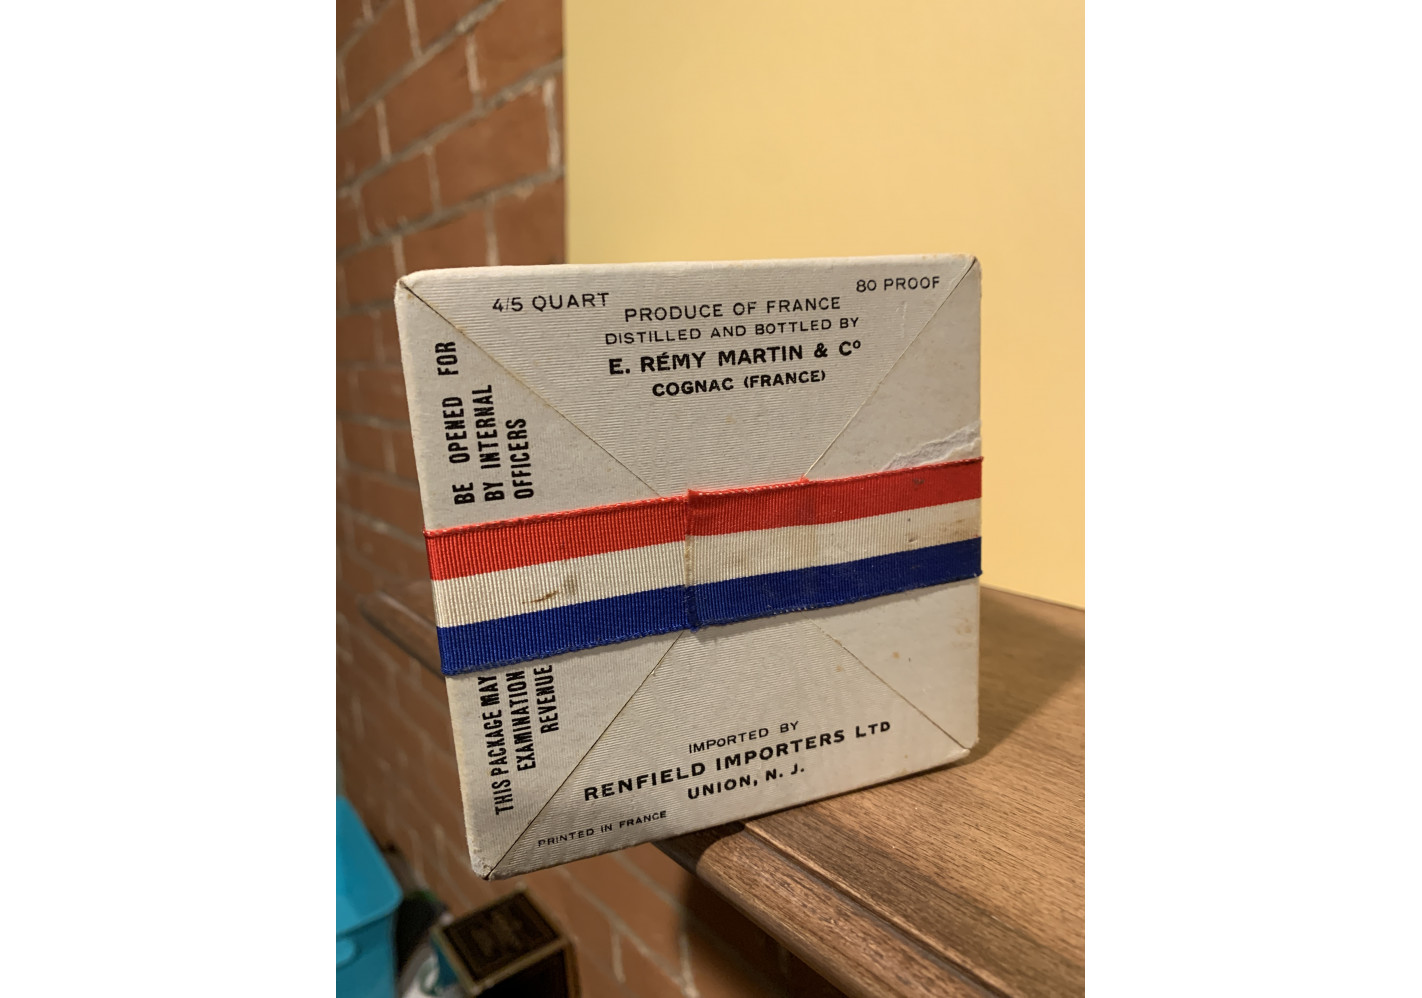 4/5 QUART
80 PROOF
PRODUCE OF FRANCE
DISTILLED AND BOTTLED BY
E. RÉMY MARTIN & Cº
COGNAC (FRANCE)
THIS PACKAGE MAY BE OPENED FOR
EXAMINATION BY INTERNAL
REVENUE OFFICERS
IMPORTED BY
RENFIELD IMPORTERS LTD
UNION, N. J.
PRINTED IN FRANCE